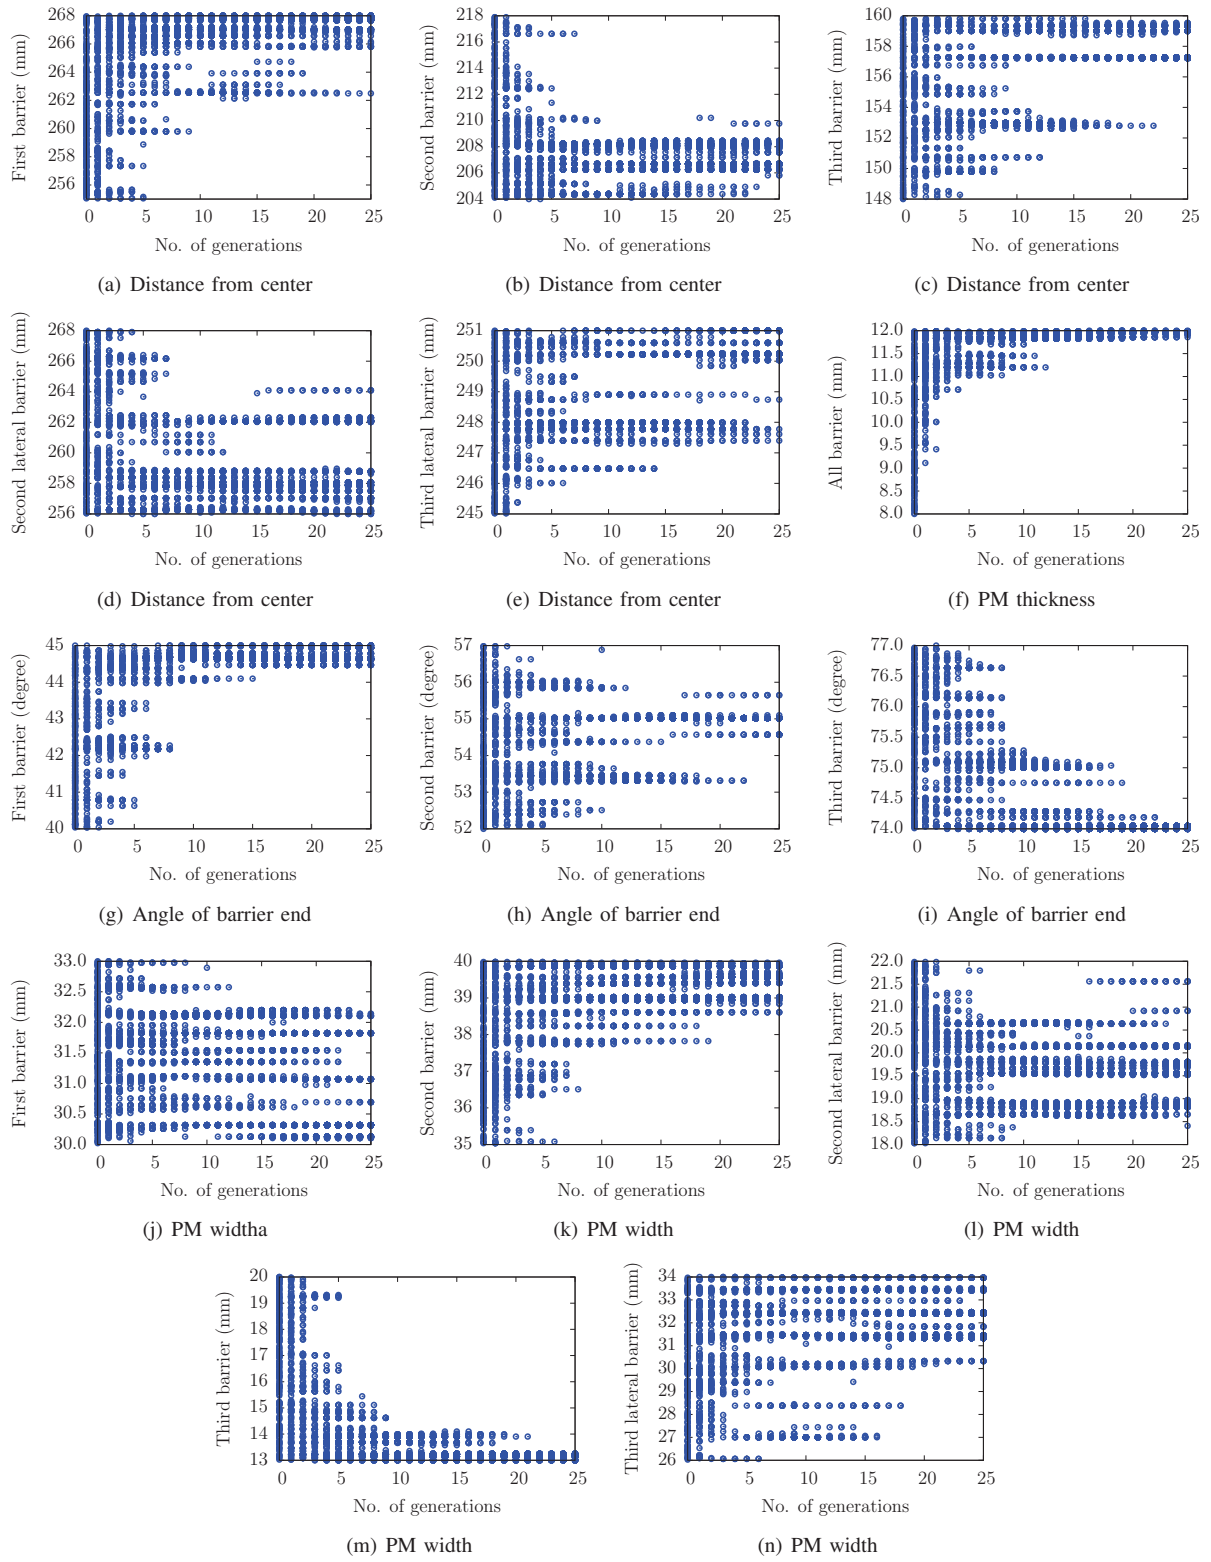 First barrier (mm)
268
266
264
262
260
258
256
0 5 10 15 20 25
No. of generations
(a) Distance from center
Second barrier (mm)
218
216
214
212
210
208
206
204
0 5 10 15 20 25
No. of generations
(b) Distance from center
Third barrier (mm)
160
158
156
154
152
150
148
0 5 10 15 20 25
No. of generations
(c) Distance from center
Second lateral barrier (mm)
268
266
264
262
260
258
256
0 5 10 15 20 25
No. of generations
(d) Distance from center
Third lateral barrier (mm)
251
250
249
248
247
246
245
0 5 10 15 20 25
No. of generations
(e) Distance from center
All barrier (mm)
12.0
11.5
11.0
10.5
10.0
9.5
9.0
8.5
8.0
0 5 10 15 20 25
No. of generations
(f) PM thickness
First barrier (degree)
45
44
43
42
41
40
0 5 10 15 20 25
No. of generations
(g) Angle of barrier end
Second barrier (degree)
57
56
55
54
53
52
0 5 10 15 20 25
No. of generations
(h) Angle of barrier end
Third barrier (degree)
77.0
76.5
76.0
75.5
75.0
74.5
74.0
0 5 10 15 20 25
No. of generations
(i) Angle of barrier end
First barrier (mm)
33.0
32.5
32.0
31.5
31.0
30.5
30.0
0 5 10 15 20 25
No. of generations
(j) PM widtha
Second barrier (mm)
40
39
38
37
36
35
0 5 10 15 20 25
No. of generations
(k) PM width
Second lateral barrier (mm)
22.0
21.5
21.0
20.5
20.0
19.5
19.0
18.5
18.0
0 5 10 15 20 25
No. of generations
(l) PM width
Third barrier (mm)
20
19
18
17
16
15
14
13
0 5 10 15 20 25
No. of generations
(m) PM width
Third lateral barrier (mm)
34
33
32
31
30
29
28
27
26
0 5 10 15 20 25
No. of generations
(n) PM width